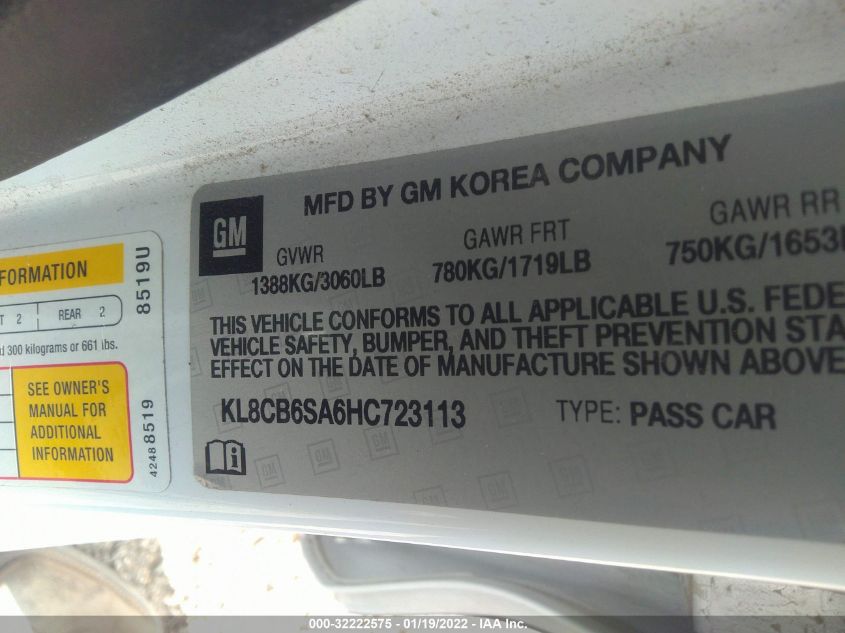 MFD BY GM KOREA COMPANY
GM
GVWR
1388KG/3060LB
GAWR FRT
780KG/1719LB
GAWR RR
750KG/1653
THIS VEHICLE CONFORMS TO ALL APPLICABLE U.S. FEDE
VEHICLE SAFETY, BUMPER, AND THEFT PREVENTION STA
EFFECT ON THE DATE OF MANUFACTURE SHOWN ABOVE
KL8CB6SA6HC723113
TYPE: PASS CAR
FORMATION
T 2 REAR 2
d 300 kilograms or 661 lbs.
SEE OWNER'S
MANUAL FOR
ADDITIONAL
INFORMATION
8519U
42488519
000-32222575 - 01/19/2022 - IAA Inc.